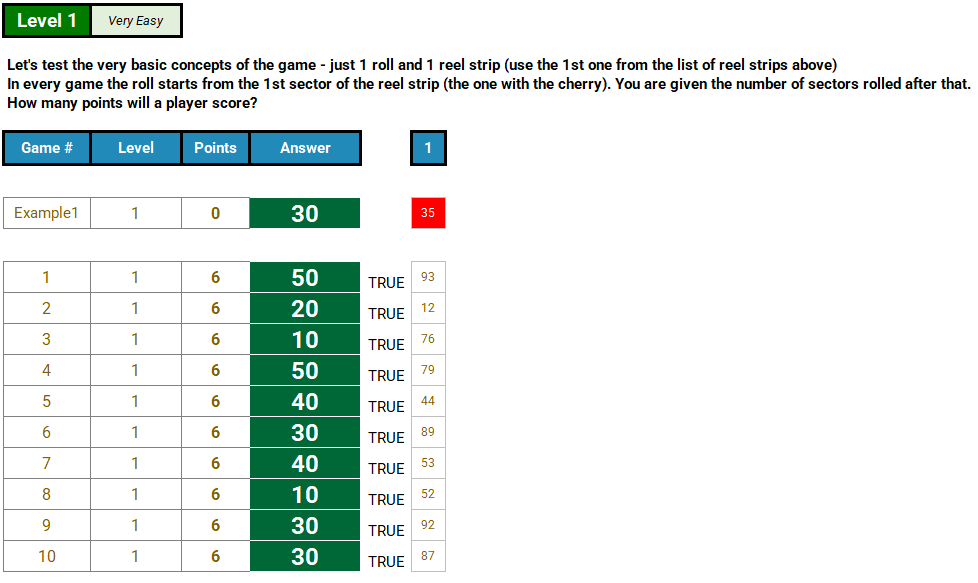 Level 1 Very Easy
Let's test the very basic concepts of the game - just 1 roll and 1 reel strip (use the 1st one from the list of reel strips above)
In every game the roll starts from the 1st sector of the reel strip (the one with the cherry). You are given the number of sectors rolled after that.
How many points will a player score?
Game # Level Points Answer 1
Example1 1 0 30 35
1 1 6 50 TRUE 93
2 1 6 20 TRUE 12
3 1 6 10 TRUE 76
4 1 6 50 TRUE 79
5 1 6 40 TRUE 44
6 1 6 30 TRUE 89
7 1 6 40 TRUE 53
8 1 6 10 TRUE 52
9 1 6 30 TRUE 92
10 1 6 30 TRUE 87